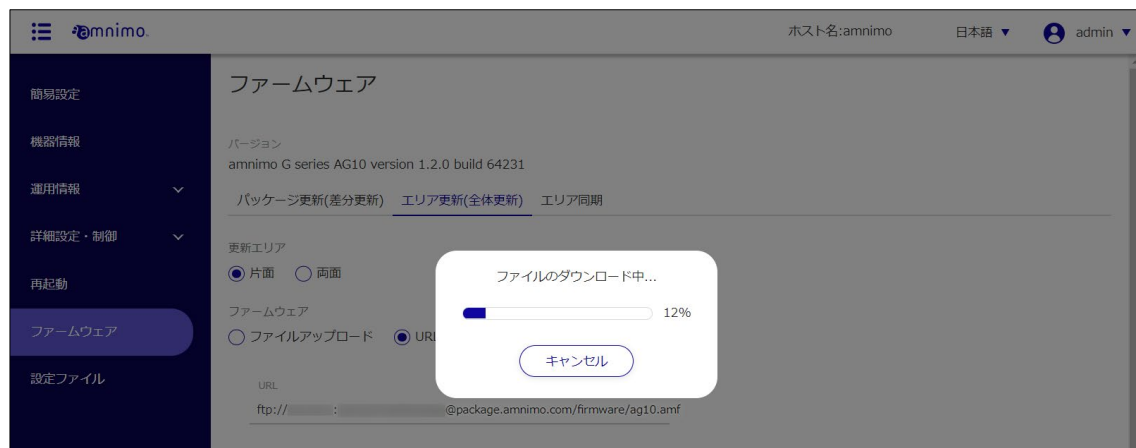 amnimo.
ホスト名:amnimo
日本語 ▼
admin ▼
簡易設定
機器情報
運用情報
詳細設定・制御
再起動
ファームウェア
設定ファイル
ファームウェア
バージョン
amnimo G series AG10 version 1.2.0 build 64231
パッケージ更新(差分更新) エリア更新(全体更新) エリア同期
更新エリア
片面 両面
ファームウェア
ファイルアップロード URL
URL
ftp:// : @package.amnimo.com/firmware/ag10.amf
ファイルのダウンロード中...
12%
キャンセル